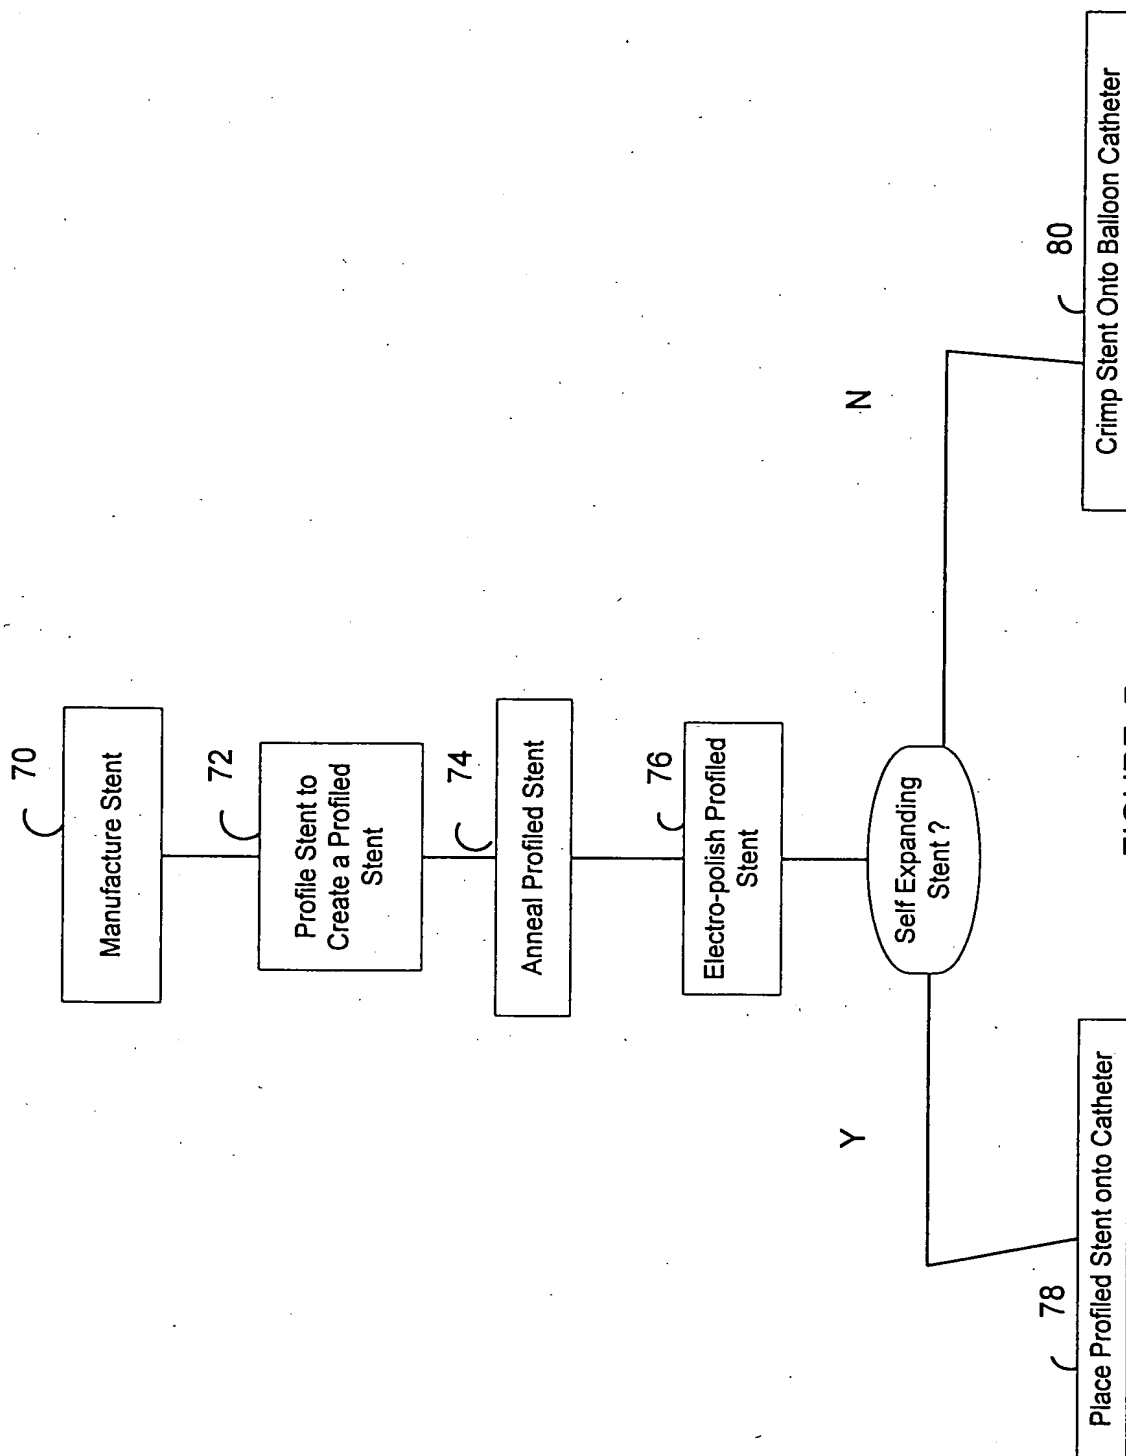 70
Manufacture Stent
72
Profile Stent to
Create a Profiled
Stent
74
Anneal Profiled Stent
76
Electro-polish Profiled
Stent
Self Expanding
Stent ?
Y
N
78
Place Profiled Stent onto Catheter
80
Crimp Stent Onto Balloon Catheter